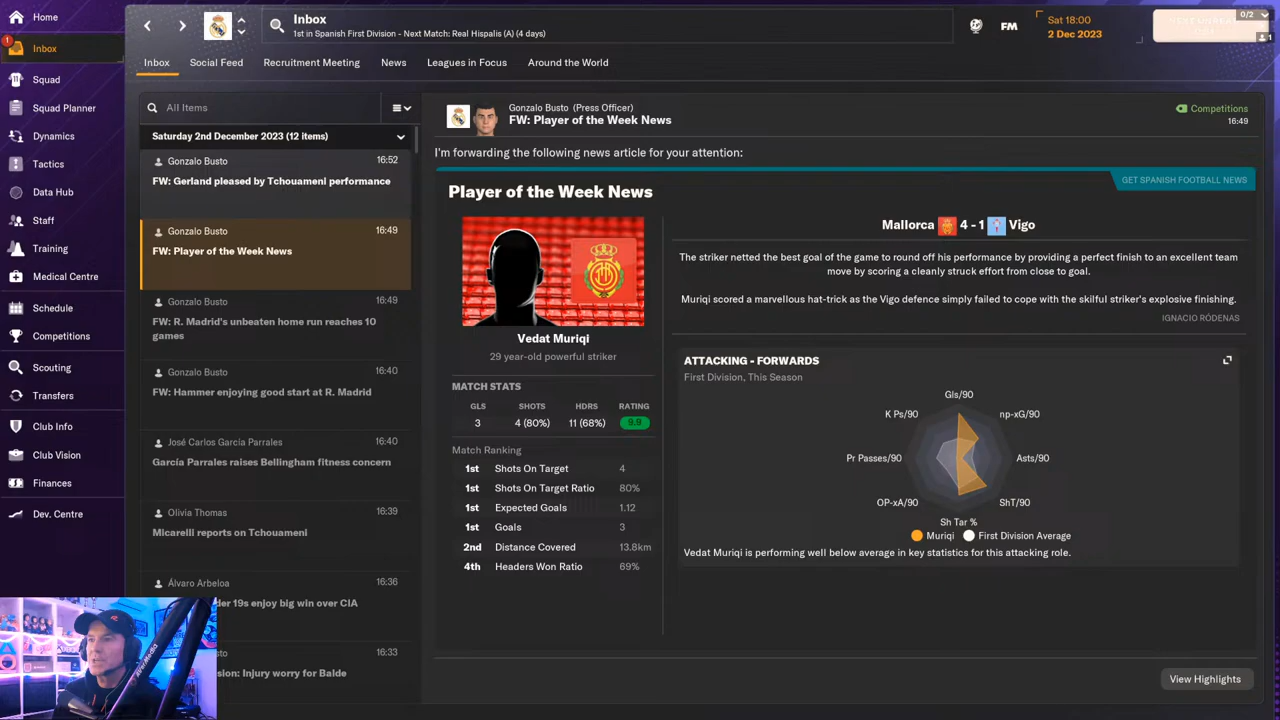 Home
Inbox
1st in Spanish First Division - Next Match: Real Hispalis (A) (4 days)
FM
Sat 18:00
2 Dec 2023
0/2
1
1
Inbox
Squad
Squad Planner
Dynamics
Tactics
Data Hub
Staff
Training
Medical Centre
Schedule
Competitions
Scouting
Transfers
Club Info
Club Vision
Finances
Dev. Centre
Inbox
Social Feed
Recruitment Meeting
News
Leagues in Focus
Around the World
All Items
Saturday 2nd December 2023 (12 items)
Gonzalo Busto 16:52
FW: Gerland pleased by Tchouameni performance
Gonzalo Busto 16:49
FW: Player of the Week News
Gonzalo Busto 16:49
FW: R. Madrid's unbeaten home run reaches 10
games
Gonzalo Busto 16:40
FW: Hammer enjoying good start at R. Madrid
José Carlos García Parrales 16:40
García Parrales raises Bellingham fitness concern
Olivia Thomas 16:39
Micarelli reports on Tchouameni
Álvaro Arbeloa 16:36
der 19s enjoy big win over CIA
sto 16:33
sion: Injury worry for Balde
Gonzalo Busto (Press Officer)
FW: Player of the Week News
Competitions
16:49
I'm forwarding the following news article for your attention:
GET SPANISH FOOTBALL NEWS
Player of the Week News
Vedat Muriqi
29 year-old powerful striker
MATCH STATS
GLS SHOTS HDRS RATING
3 4 (80%) 11 (68%) 9.9
Match Ranking
1st Shots On Target 4
1st Shots On Target Ratio 80%
1st Expected Goals 1.12
1st Goals 3
2nd Distance Covered 13.8km
4th Headers Won Ratio 69%
Mallorca 4 - 1 Vigo
The striker netted the best goal of the game to round off his performance by providing a perfect finish to an excellent team
move by scoring a cleanly struck effort from close to goal.
Muriqi scored a marvellous hat-trick as the Vigo defence simply failed to cope with the skilful striker's explosive finishing.
IGNACIO RÓDENAS
ATTACKING - FORWARDS
First Division, This Season
Gls/90
np-xG/90
Asts/90
ShT/90
Sh Tar %
OP-xA/90
Pr Passes/90
K Ps/90
Muriqi First Division Average
Vedat Muriqi is performing well below average in key statistics for this attacking role.
View Highlights
AVerMedia